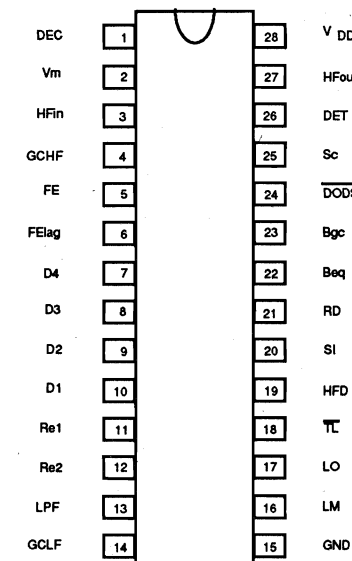 DEC 1 28 V DD
Vm 2 27 HFou
HFin 3 26 DET
GCHF 4 25 Sc
FE 5 24 DODS
FElag 6 23 Bgc
D4 7 22 Beq
D3 8 21 RD
D2 9 20 SI
D1 10 19 HFD
Re1 11 18 TL
Re2 12 17 LO
LPF 13 16 LM
GCLF 14 15 GND